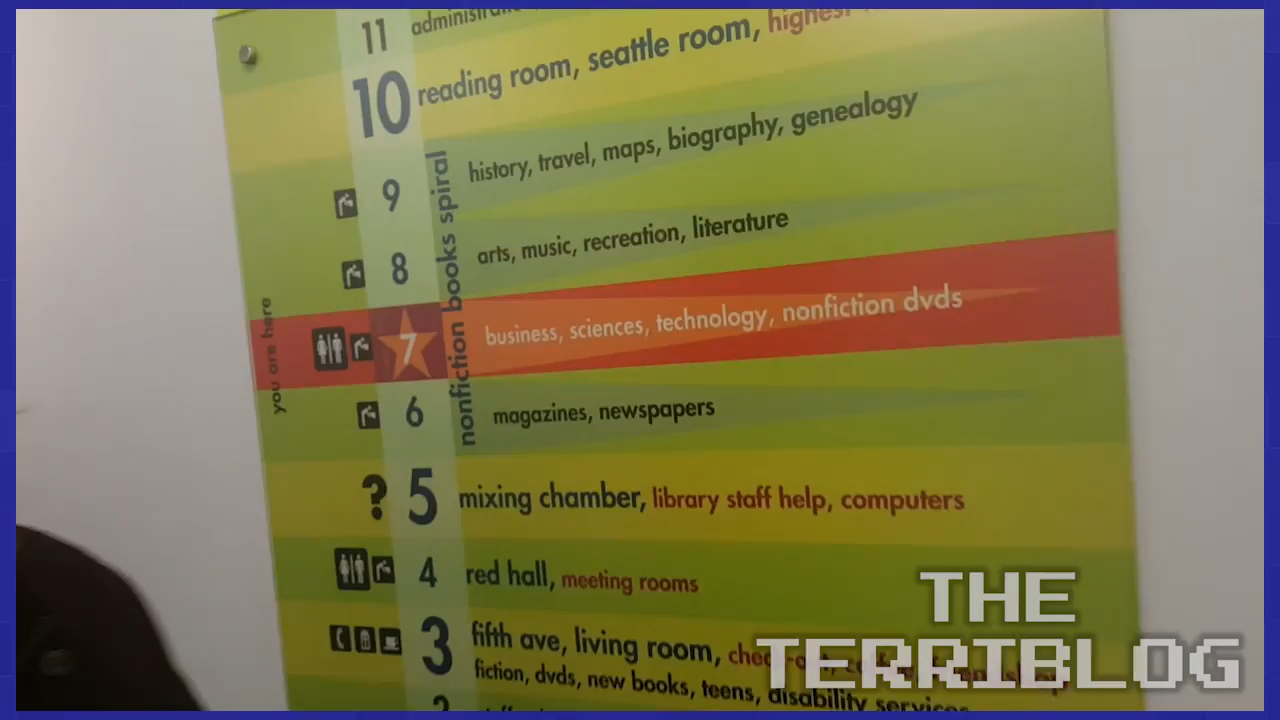 11
10 reading room, seattle room, highest
nonfiction books spiral
9 history, travel, maps, biography, genealogy
8 arts, music, recreation, literature
you are here
7 business, sciences, technology, nonfiction dvds
6 magazines, newspapers
? 5 mixing chamber, library staff help, computers
4 red hall, meeting rooms
3 fifth ave, living room,
fiction, dvds, new books, teens, disability services
2
THE
TERRIBLOG